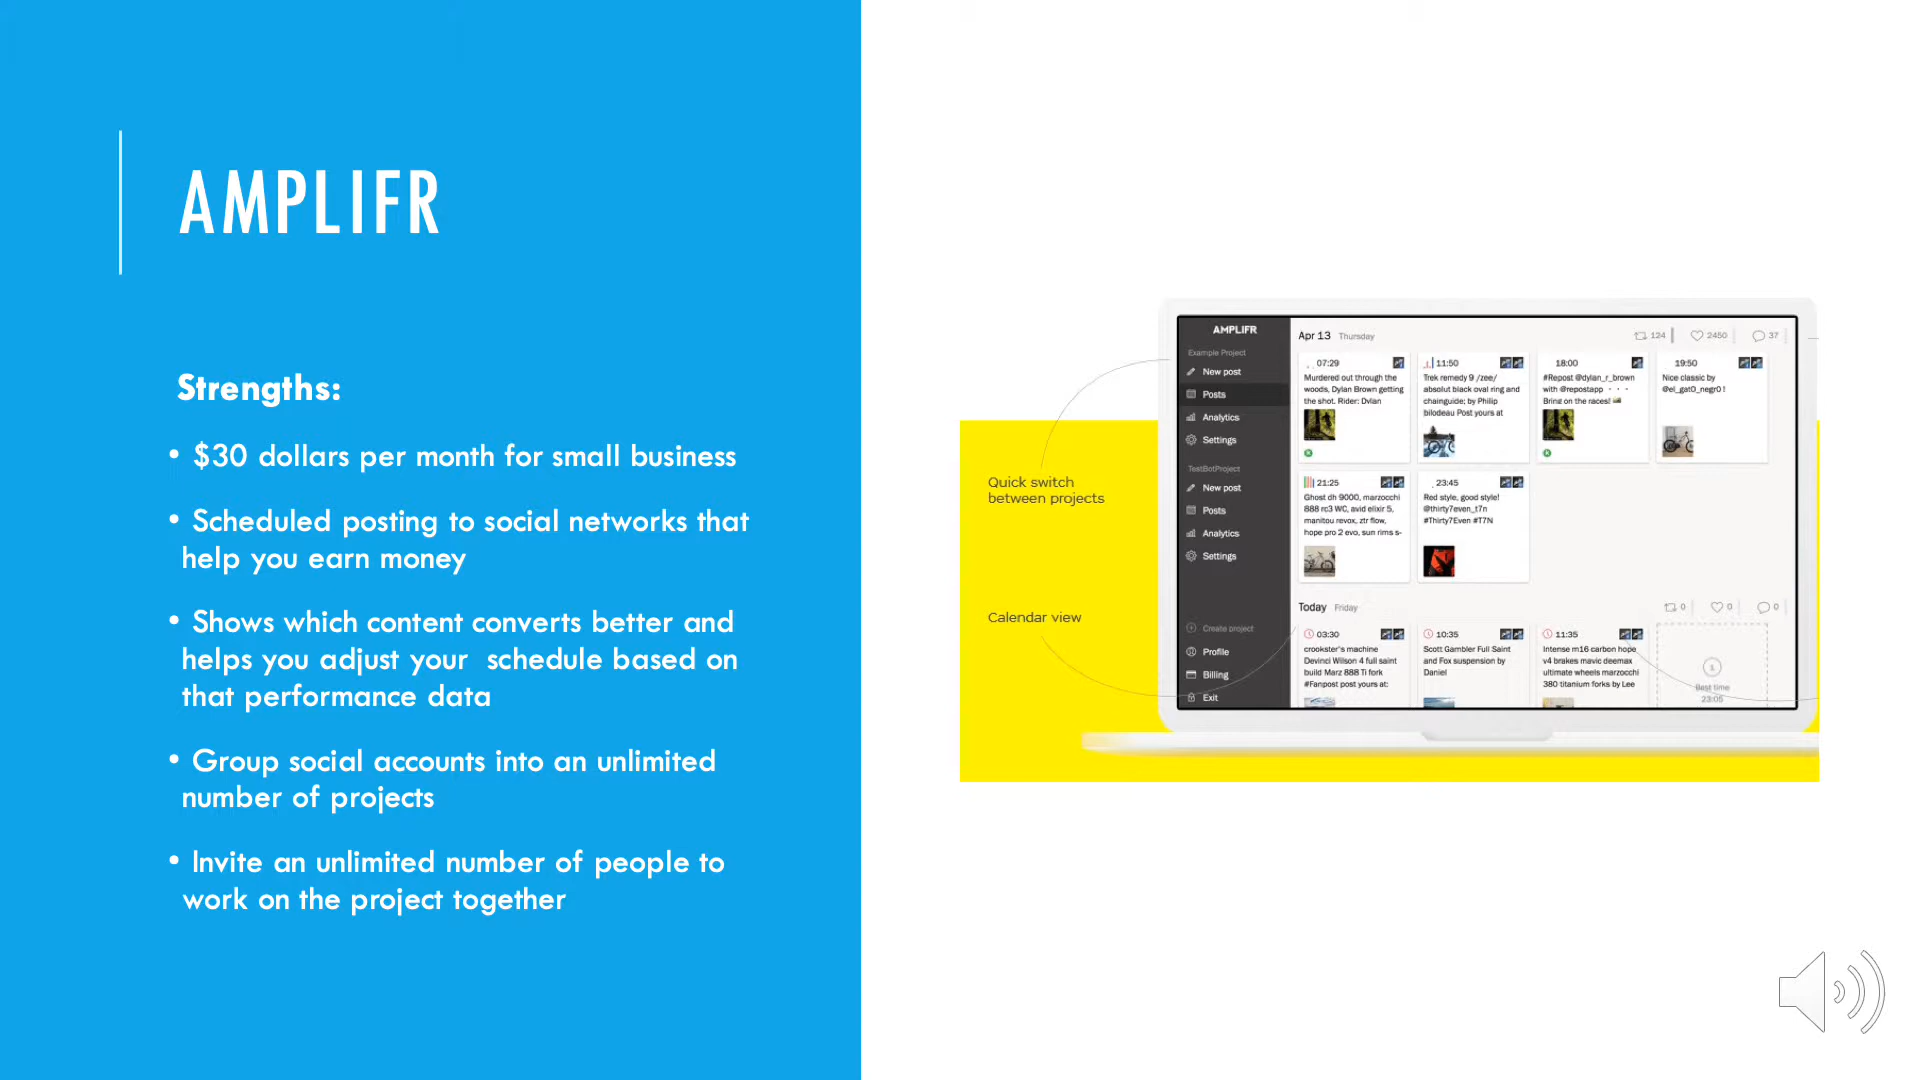 AMPLIFR
Strengths:
• $30 dollars per month for small business
• Scheduled posting to social networks that
help you earn money
• Shows which content converts better and
helps you adjust your schedule based on
that performance data
• Group social accounts into an unlimited
number of projects
• Invite an unlimited number of people to
work on the project together
Quick switch
between projects
Calendar view
AMPLIFR
Example Project
New post
Posts
Analytics
Settings
TestBotProject
New post
Posts
Analytics
Settings
Create project
Profile
Billing
Exit
Apr 13 Thursday
124 2450 37
07:29
Murdered out through the
woods, Dylan Brown getting
the shot. Rider: Dylan
11:50
Trek remedy 9 /zee/
absolut black oval ring and
chainguide; by Philip
bilodeau Post yours at
18:00
#Repost @dylan_r_brown
with @repostapp ・・・
Bring on the races!
19:50
Nice classic by
@el_gat0_negr0 !
21:25
Ghost dh 9000, marzocchi
888 rc3 WC, avid elixir 5,
manitou revox, ztr flow,
hope pro 2 evo, sun rims s-
23:45
Red style, good style!
@thirty7even_t7n
#Thirty7Even #T7N
Today Friday
0 0 0
03:30
crookster's machine
Devinci Wilson 4 full saint
build Marz 888 Ti fork
#Fanpost post yours at:
10:35
Scott Gambler Full Saint
and Fox suspension by
Daniel
11:35
Intense m16 carbon hope
v4 brakes mavic deemax
ultimate wheels marzocchi
380 titanium forks by Lee
Best time
23:05